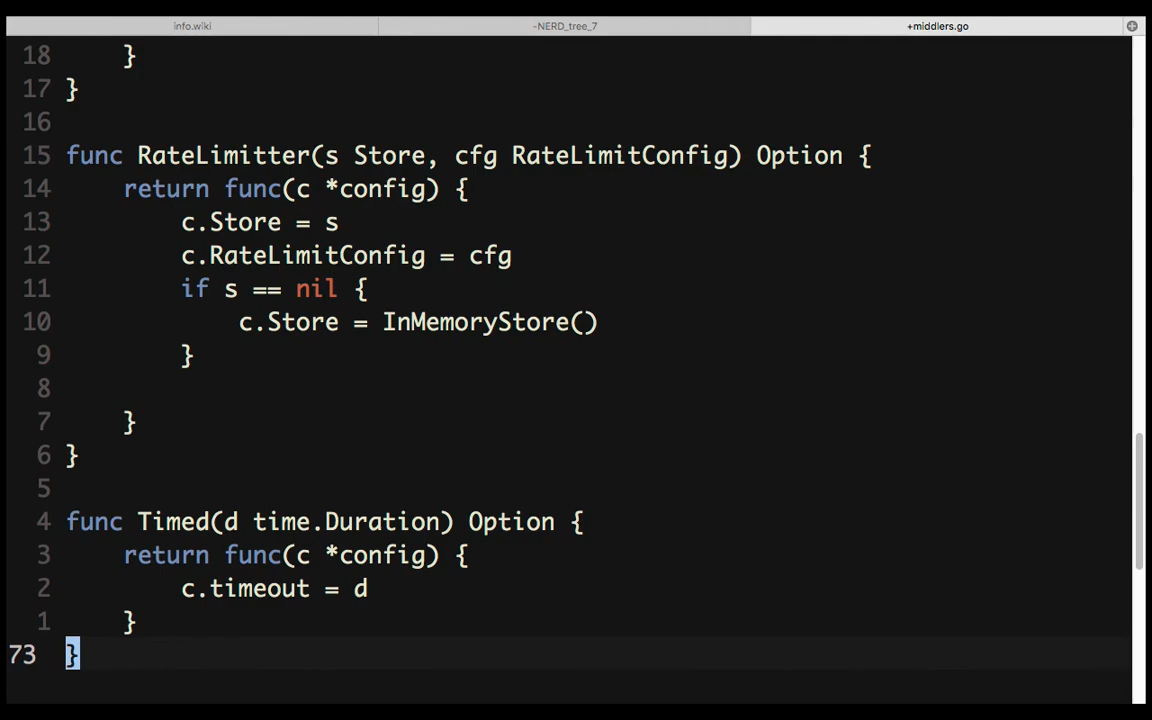 info.wiki -NERD_tree_7 +middlers.go
18 }
17 }
16
15 func RateLimitter(s Store, cfg RateLimitConfig) Option {
14 return func(c *config) {
13 c.Store = s
12 c.RateLimitConfig = cfg
11 if s == nil {
10 c.Store = InMemoryStore()
9 }
8
7 }
6 }
5
4 func Timed(d time.Duration) Option {
3 return func(c *config) {
2 c.timeout = d
1 }
73 }